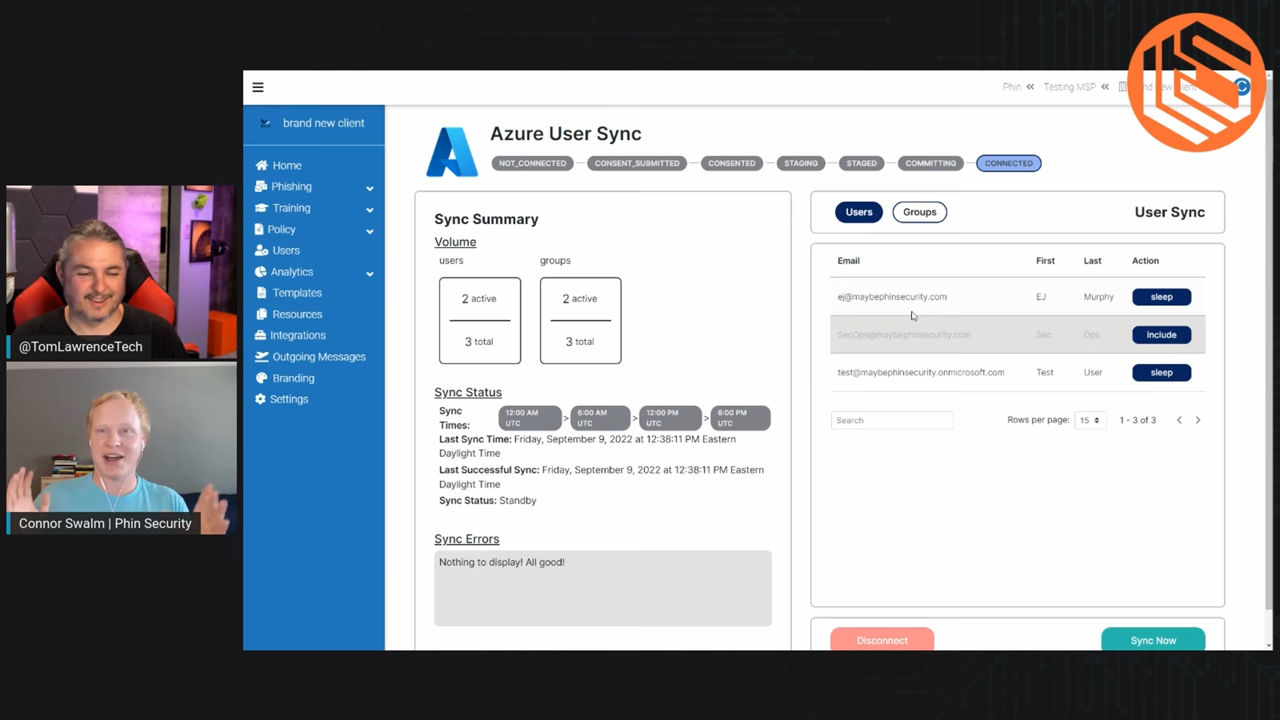 Phin
Testing MSP
brand new client
Home
Phishing
Training
Policy
Users
Analytics
Templates
Resources
Integrations
Outgoing Messages
Branding
Settings
Azure User Sync
NOT_CONNECTED
CONSENT_SUBMITTED
CONSENTED
STAGING
STAGED
COMMITTING
CONNECTED
Sync Summary
Volume
users
groups
2 active
3 total
2 active
3 total
Sync Status
Sync Times:
12:00 AM UTC
>
6:00 AM UTC
>
12:00 PM UTC
>
6:00 PM UTC
Last Sync Time: Friday, September 9, 2022 at 12:38:11 PM Eastern
Daylight Time
Last Successful Sync: Friday, September 9, 2022 at 12:38:11 PM Eastern
Daylight Time
Sync Status: Standby
Sync Errors
Nothing to display! All good!
Users
Groups
User Sync
Email First Last Action
ej@maybephinsecurity.com EJ Murphy sleep
SecOps@maybephinsecurity.com Sec Ops include
test@maybephinsecurity.onmicrosoft.com Test User sleep
Search
Rows per page: 15 1 - 3 of 3
Disconnect
Sync Now
@TomLawrenceTech
Connor Swalm | Phin Security